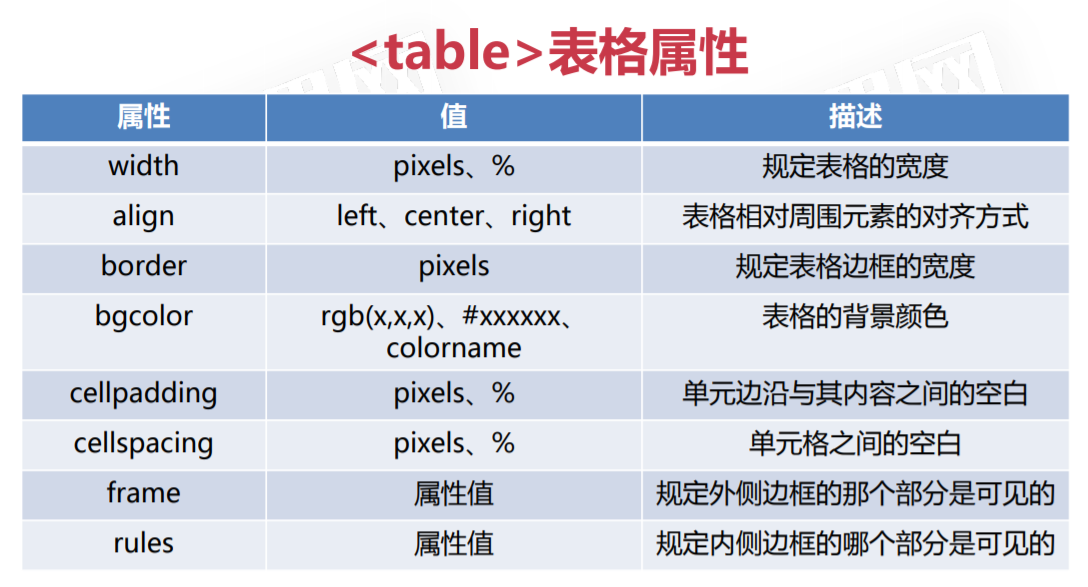 <table>表格属性
属性 值 描述
width pixels、% 规定表格的宽度
align left、center、right 表格相对周围元素的对齐方式
border pixels 规定表格边框的宽度
bgcolor rgb(x,x,x)、#xxxxxx、 表格的背景颜色
colorname
cellpadding pixels、% 单元边沿与其内容之间的空白
cellspacing pixels、% 单元格之间的空白
frame 属性值 规定外侧边框的那个部分是可见的
rules 属性值 规定内侧边框的哪个部分是可见的